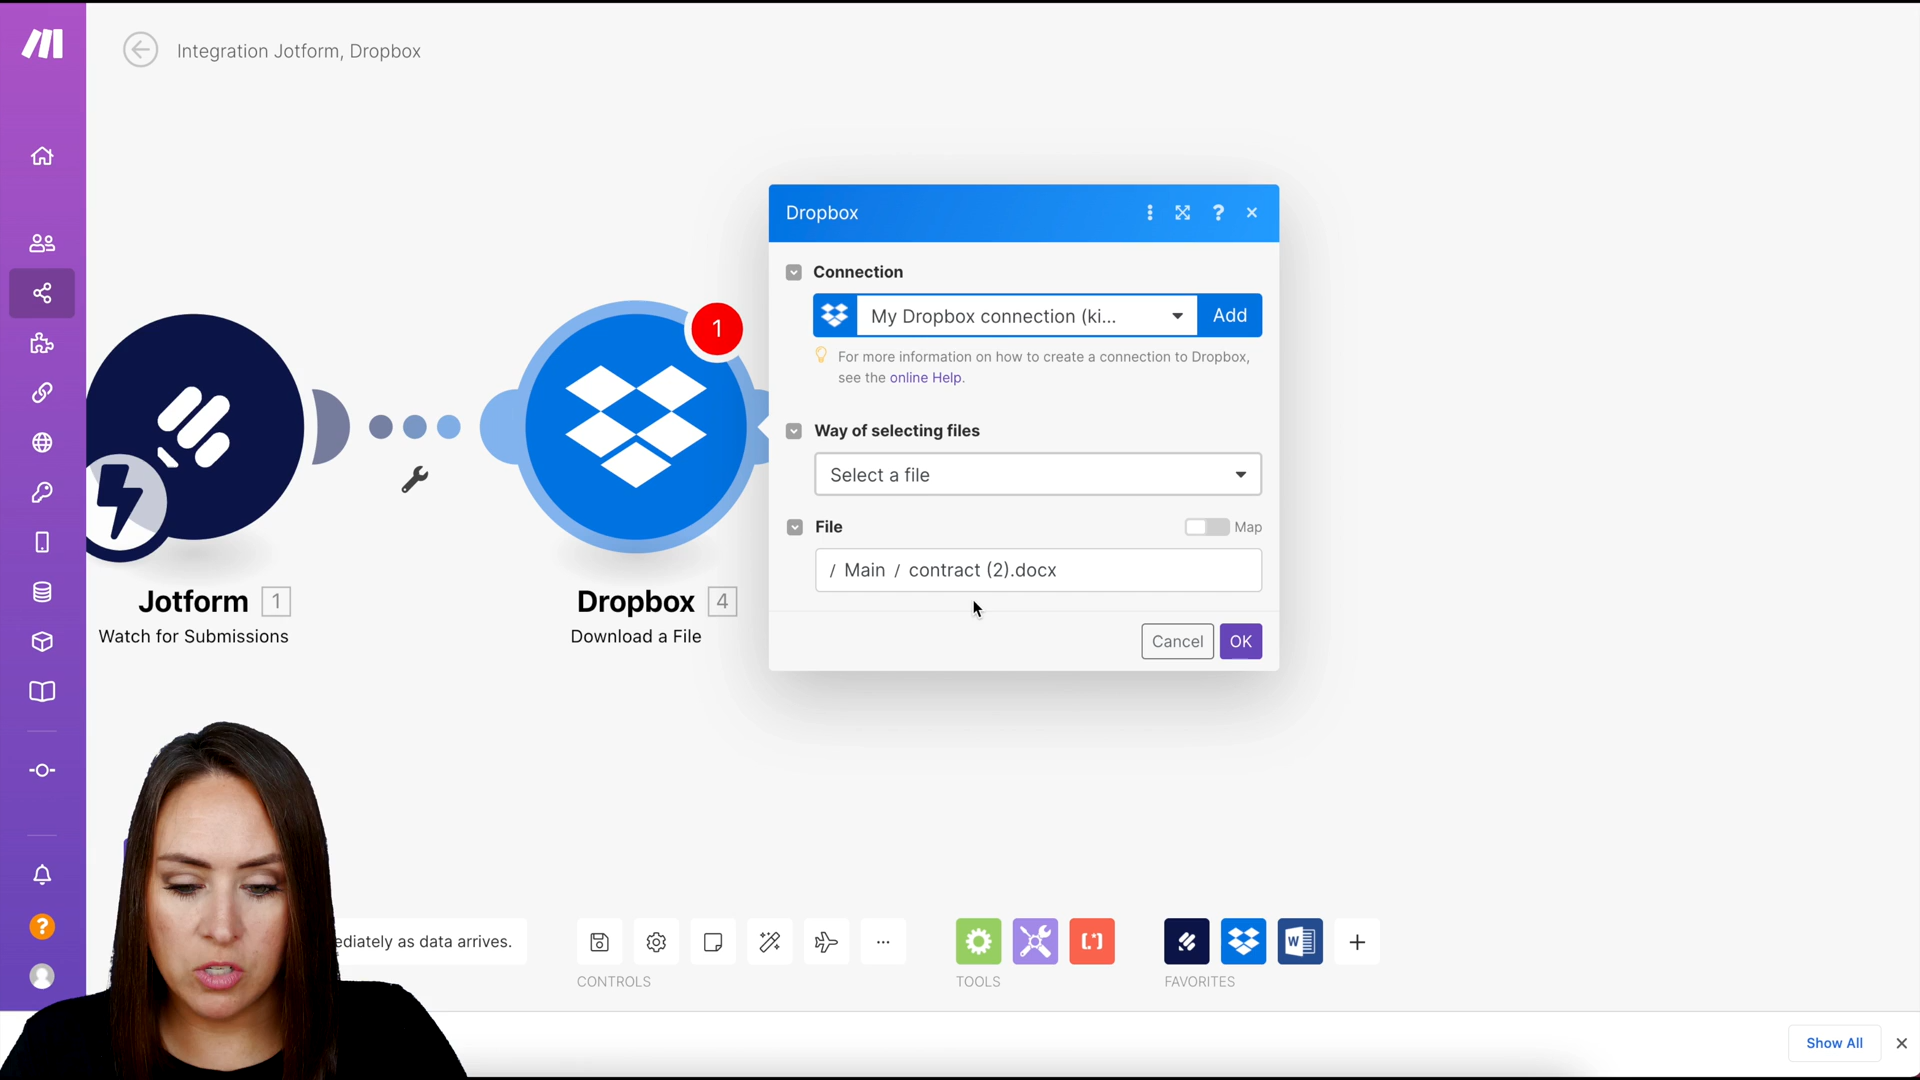 Integration Jotform, Dropbox
Dropbox
?
Connection
My Dropbox connection (ki...
Add
For more information on how to create a connection to Dropbox,
see the online Help.
Way of selecting files
Select a file
File
Map
/ Main / contract (2).docx
Cancel
OK
1
Jotform 1
Watch for Submissions
Dropbox 4
Download a File
?
ediately as data arrives.
CONTROLS
TOOLS
FAVORITES
Show All